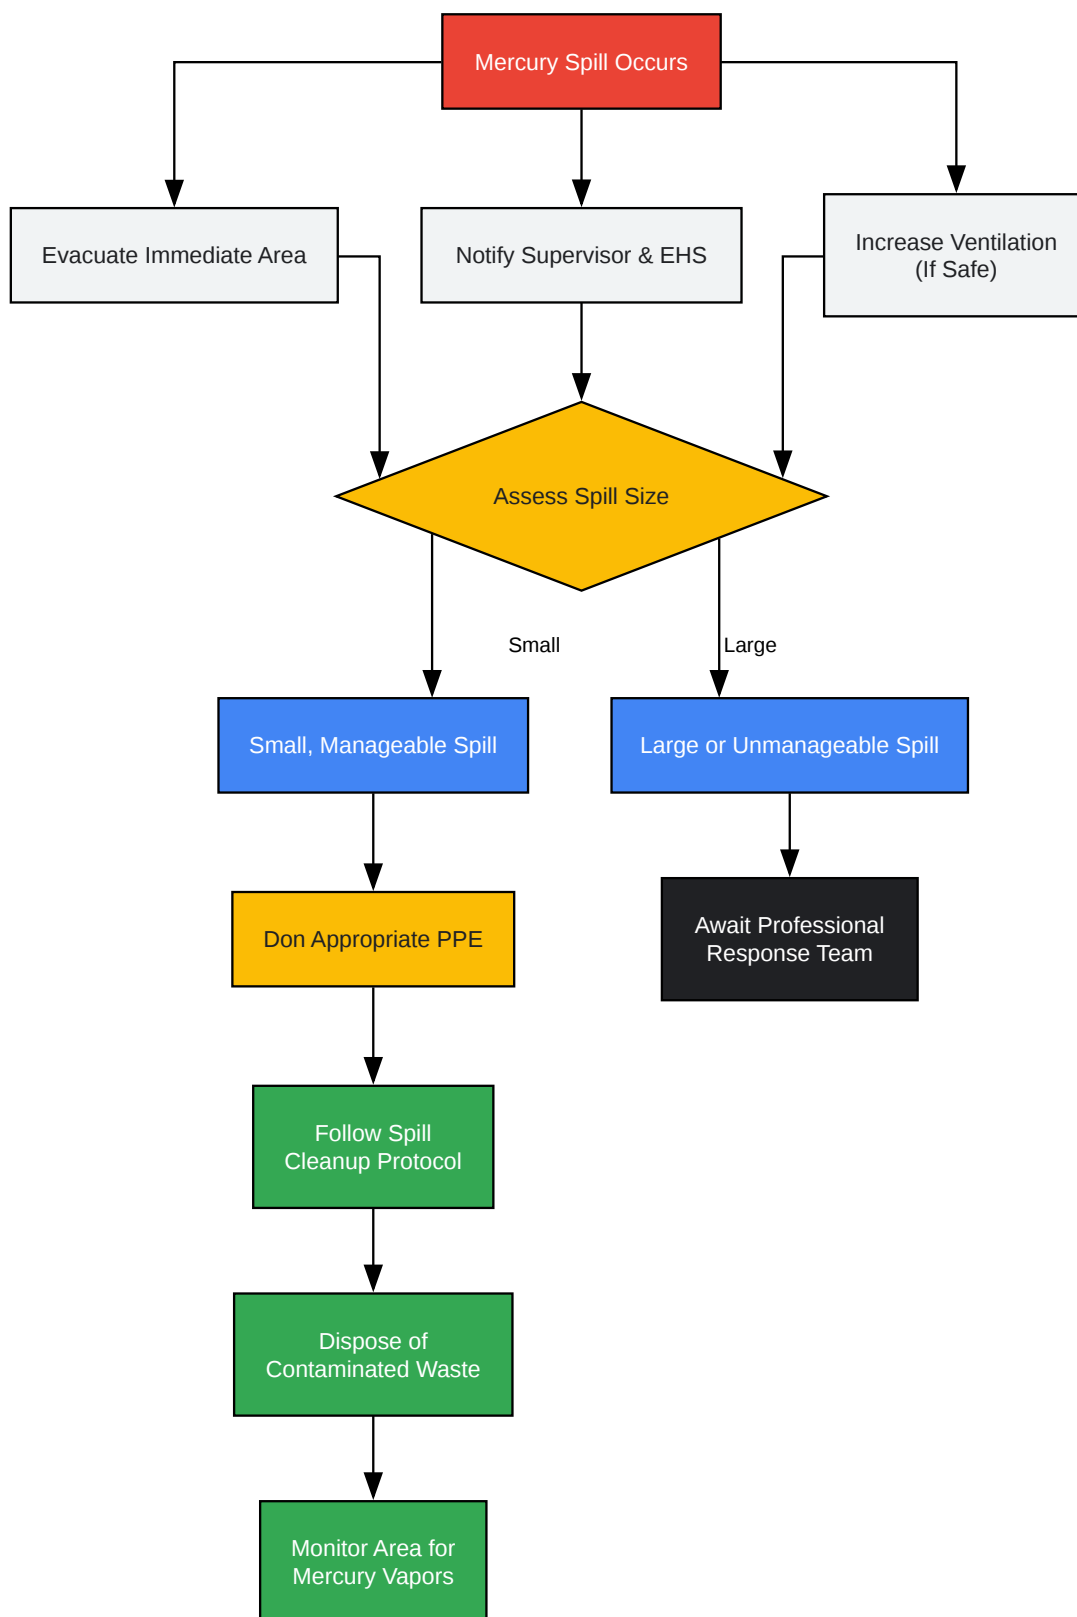 Mercury Spill Occurs
Evacuate Immediate Area
Notify Supervisor & EHS
Increase Ventilation
(If Safe)
Assess Spill Size
Small
Large
Small, Manageable Spill
Large or Unmanageable Spill
Don Appropriate PPE
Await Professional
Response Team
Follow Spill
Cleanup Protocol
Dispose of
Contaminated Waste
Monitor Area for
Mercury Vapors